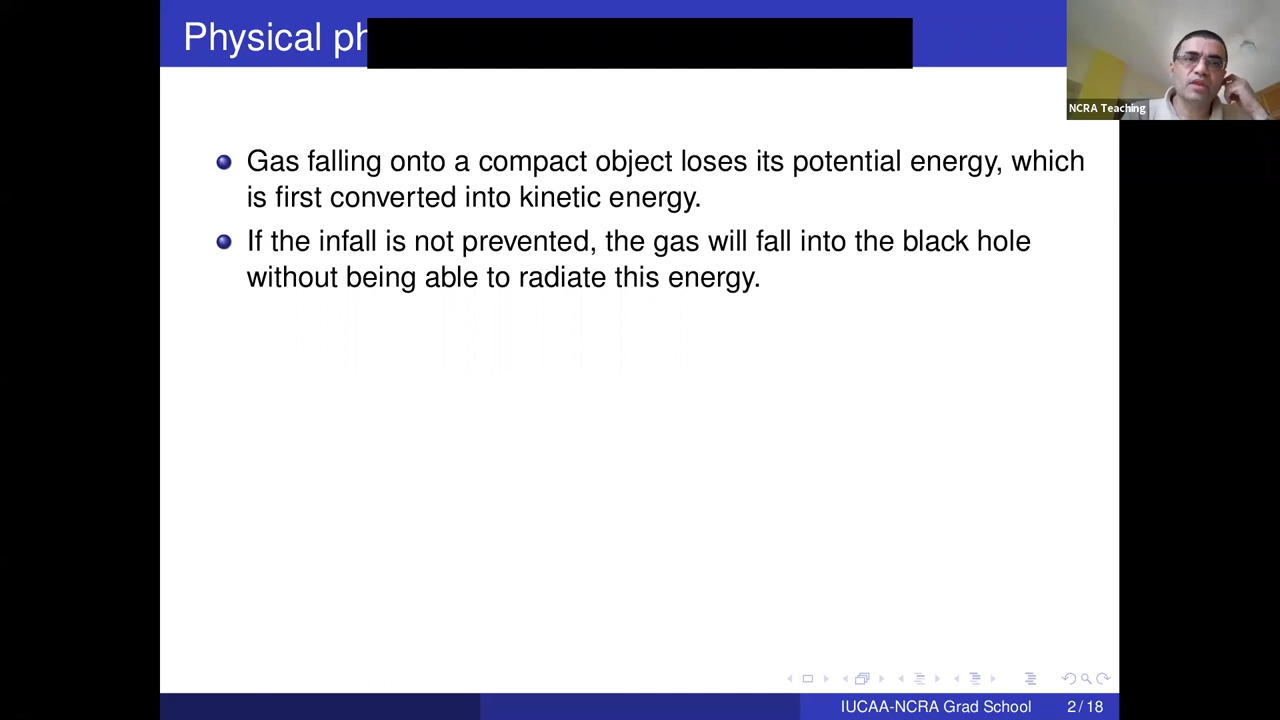 Physical
NCRA Teaching
Gas falling onto a compact object loses its potential energy, which
is first converted into kinetic energy.
If the infall is not prevented, the gas will fall into the black hole
without being able to radiate this energy.
IUCAA-NCRA Grad School 2/18